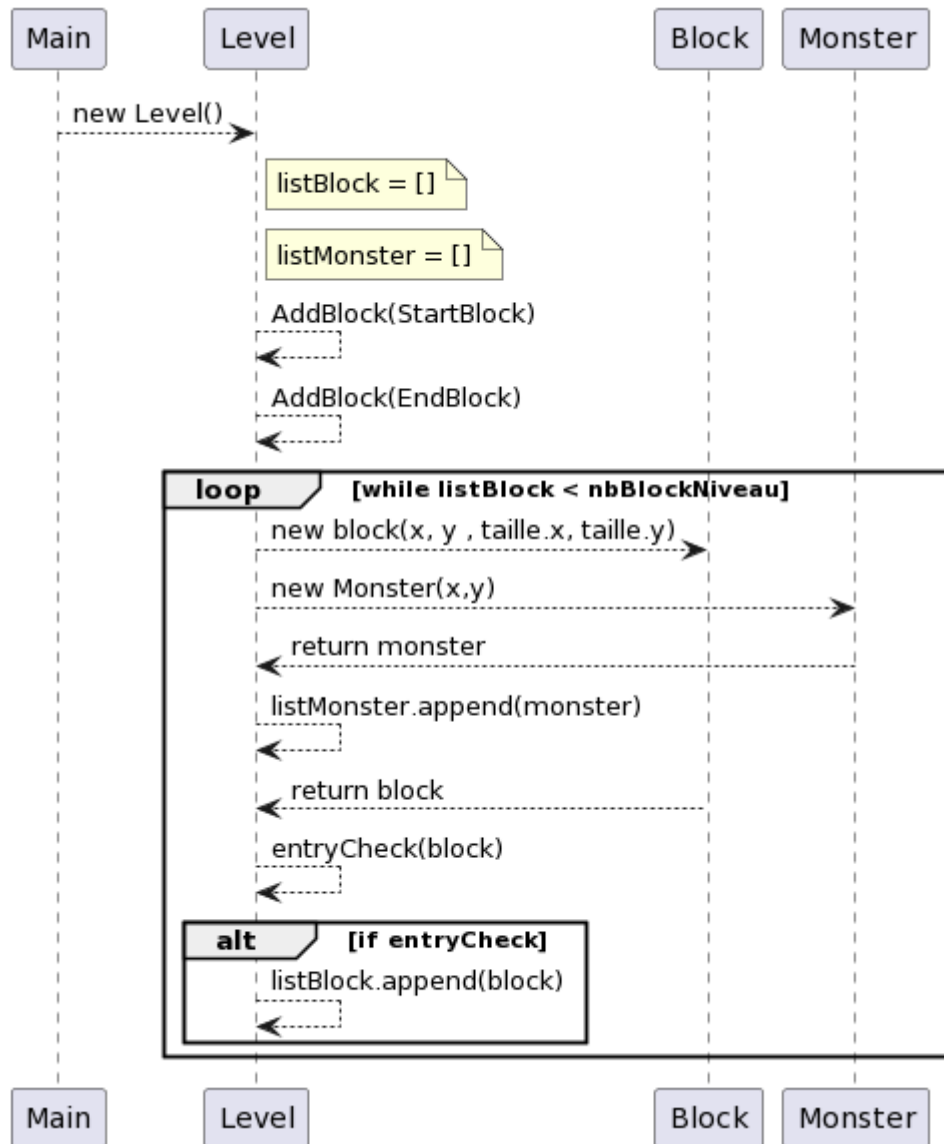 Main Level Block Monster
new Level()
listBlock = []
listMonster = []
AddBlock(StartBlock)
AddBlock(EndBlock)
loop [while listBlock < nbBlockNiveau]
new block(x, y , taille.x, taille.y)
new Monster(x,y)
return monster
listMonster.append(monster)
return block
entryCheck(block)
alt [if entryCheck]
listBlock.append(block)
Main Level Block Monster